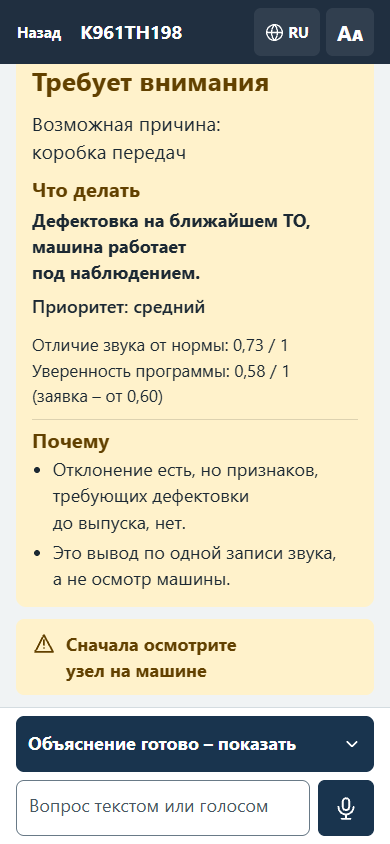 Назад K961TH198 RU AA
Требует внимания
Возможная причина:
коробка передач
Что делать
Дефектовка на ближайшем ТО,
машина работает
под наблюдением.
Приоритет: средний
Отличие звука от нормы: 0,73 / 1
Уверенность программы: 0,58 / 1
(заявка – от 0,60)
Почему
• Отклонение есть, но признаков,
требующих дефектовки
до выпуска, нет.
• Это вывод по одной записи звука,
а не осмотр машины.
Сначала осмотрите
узел на машине
Объяснение готово – показать
Вопрос текстом или голосом